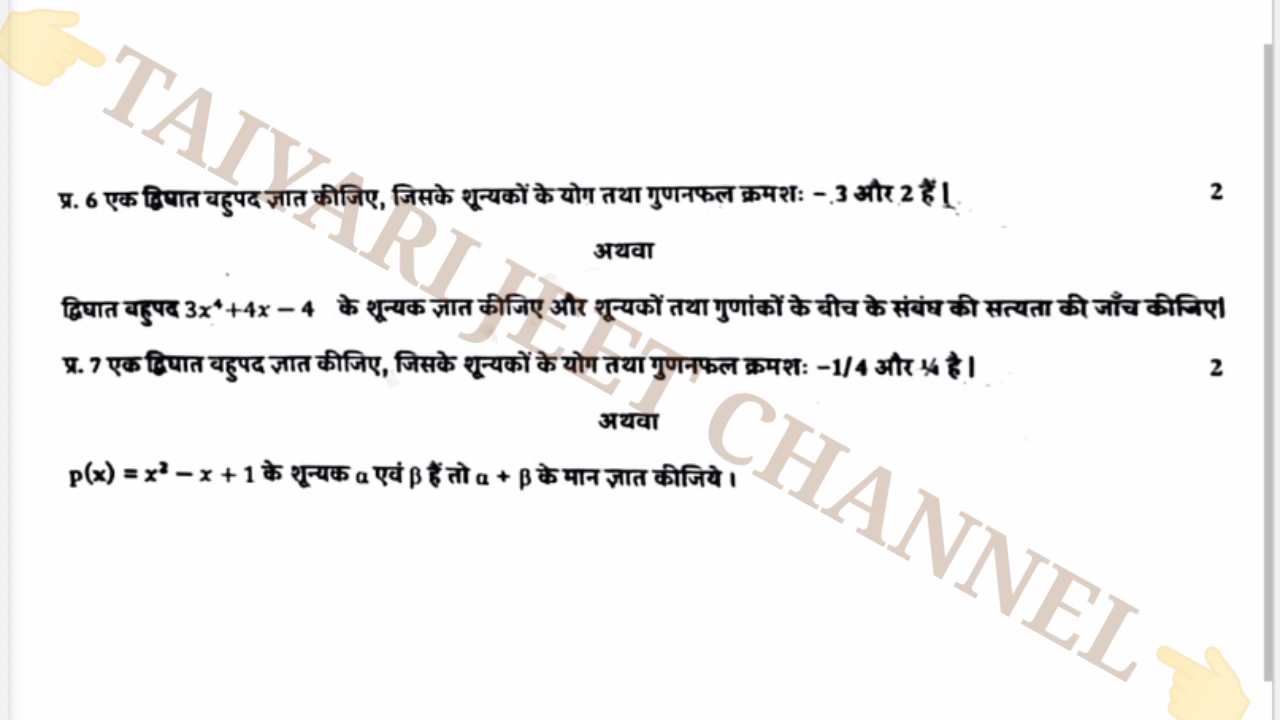 TAIYARI JEET CHANNEL
प्र. 6 एक द्विघात बहुपद ज्ञात कीजिए, जिसके शून्यकों के योग तथा गुणनफल क्रमशः – 3 और 2 हैं | 2
अथवा
द्विघात बहुपद 3x⁴+4x – 4 के शून्यक ज्ञात कीजिए और शून्यकों तथा गुणांकों के बीच के संबंध की सत्यता की जाँच कीजिए|
प्र. 7 एक द्विघात बहुपद ज्ञात कीजिए, जिसके शून्यकों के योग तथा गुणनफल क्रमशः –1/4 और ¼ है | 2
अथवा
p(x) = x² – x + 1 के शून्यक α एवं β हैं तो α + β के मान ज्ञात कीजिये ।